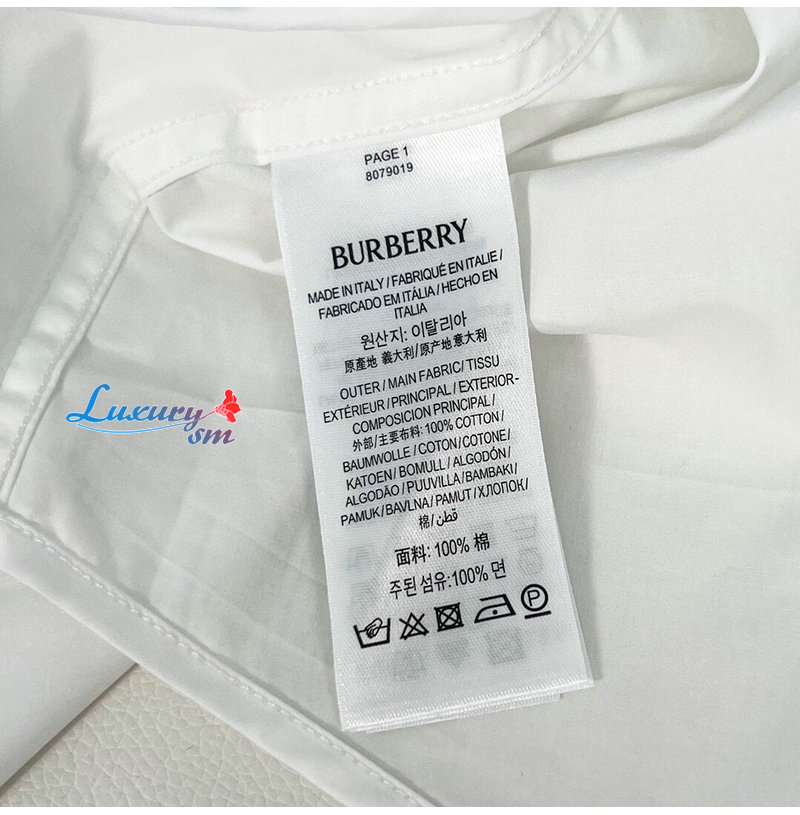 PAGE 1
8079019
BURBERRY
MADE IN ITALY / FABRIQUÉ EN ITALIE /
FABRICADO EM ITÁLIA / HECHO EN
ITALIA
원산지: 이탈리아
原產地 義大利/原产地 意大利
OUTER / MAIN FABRIC/ TISSU
EXTÉRIEUR / PRINCIPAL / EXTERIOR-
COMPOSICION PRINCIPAL /
外部/主要布料: 100% COTTON/
BAUMWOLLE / COTON/ COTONE/
KATOEN / BOMULL / ALGODÓN/
ALGODÃO / PUUVILLA/ BAMBAKI/
PAMUK / BAVLNA / PAMUT / ХЛОПОК/
棉/ قطن
面料: 100% 棉
주된 섬유:100% 면
Luxury
sm